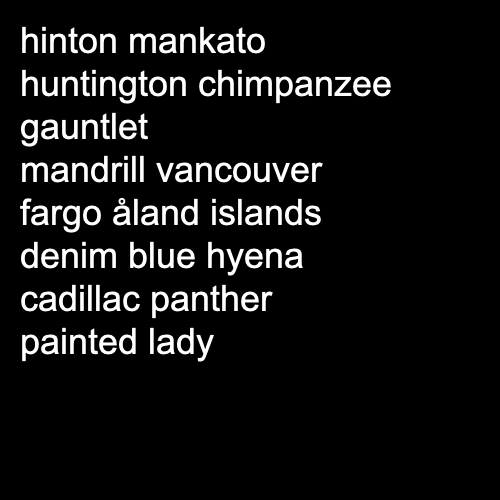 hinton mankato
huntington chimpanzee
gauntlet
mandrill vancouver
fargo åland islands
denim blue hyena
cadillac panther
painted lady